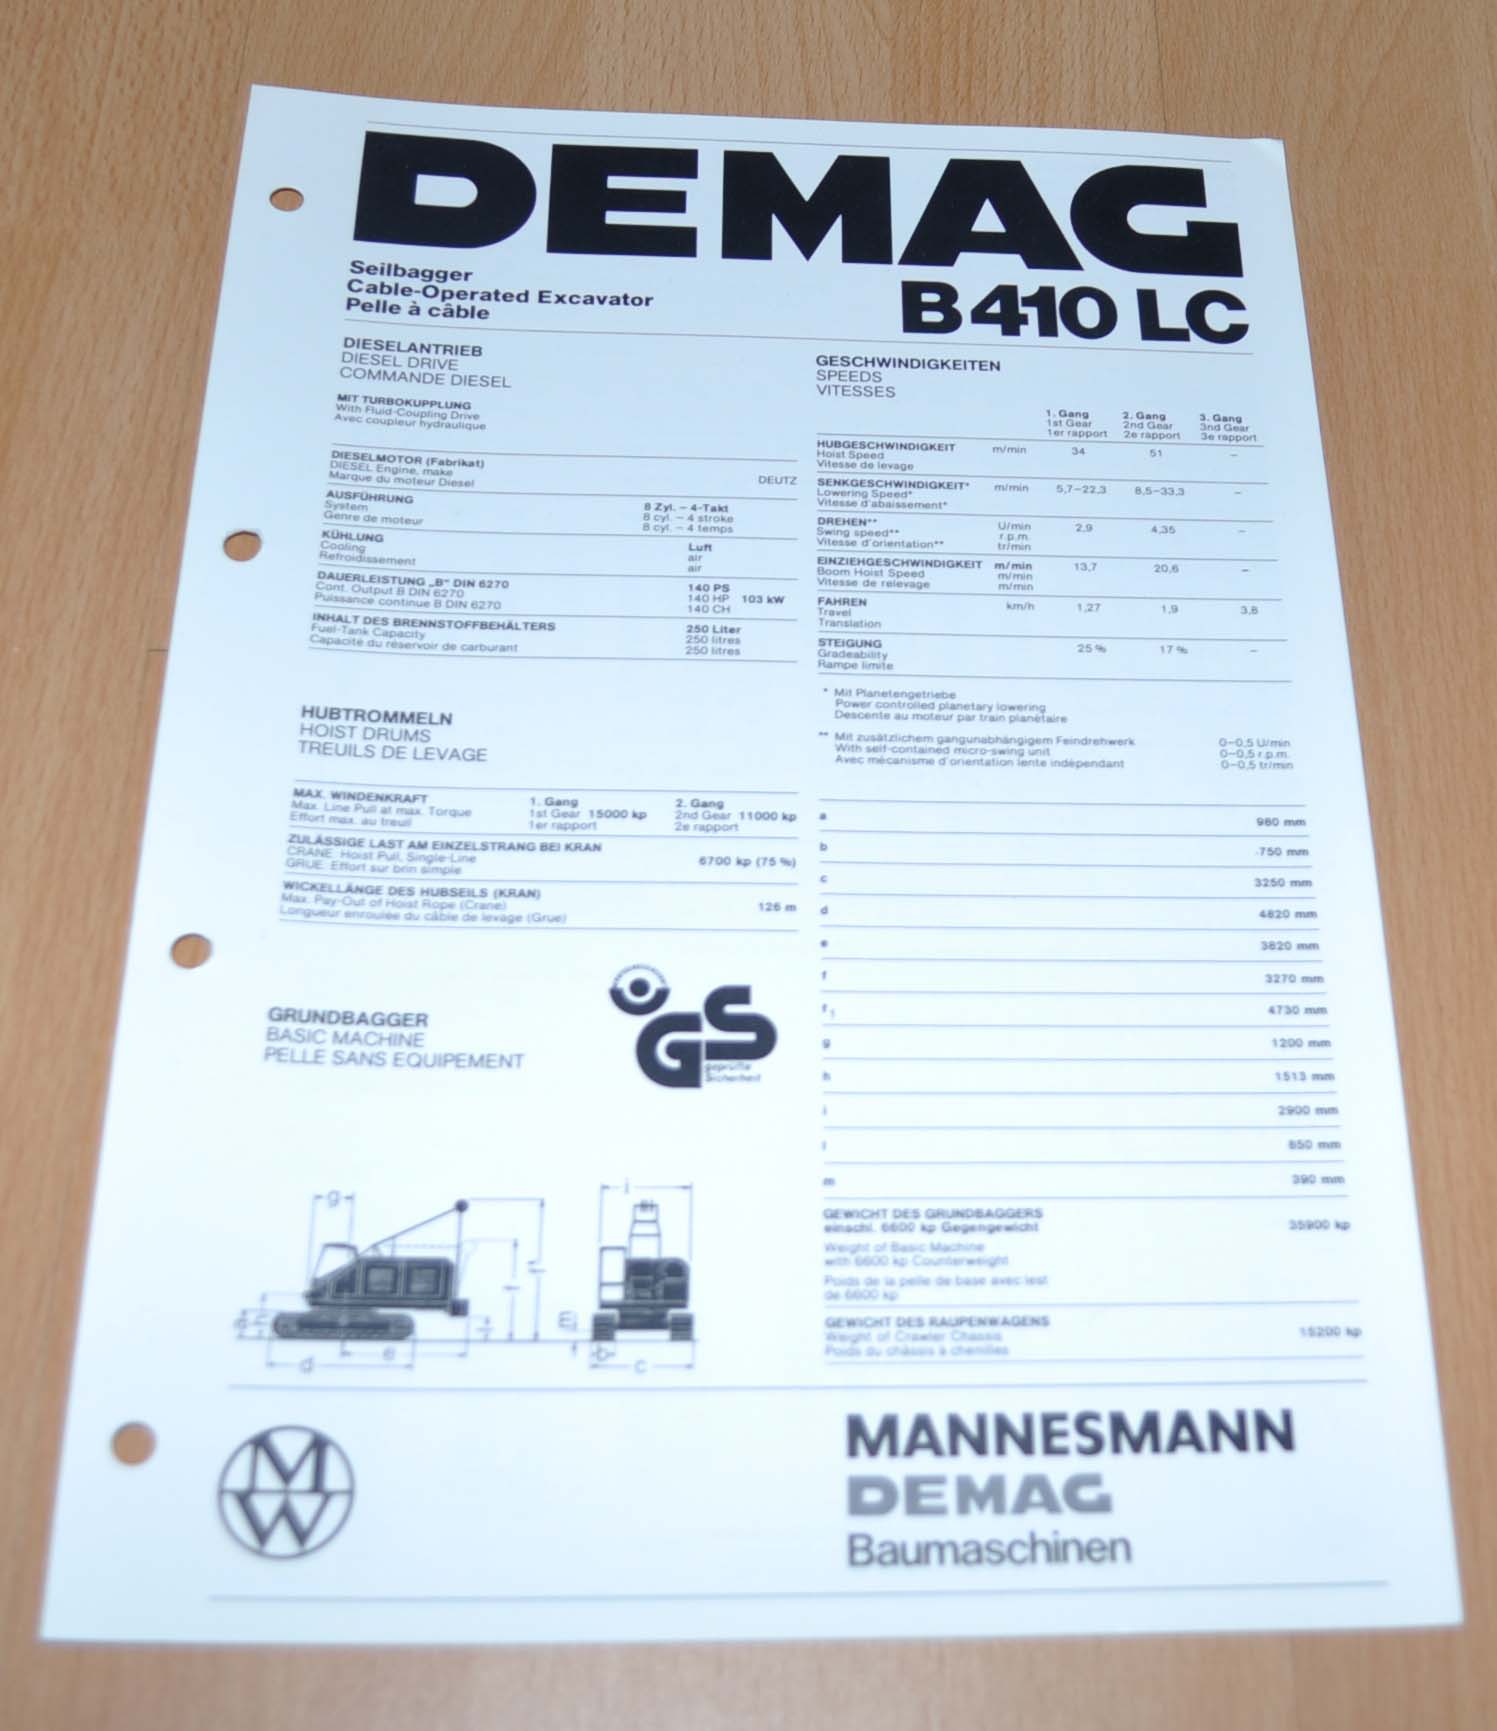 DEMAG
B 410 LC
Seilbagger
Cable-Operated Excavator
Pelle à câble
DIESELANTRIEB
DIESEL DRIVE
COMMANDE DIESEL
MIT TURBOKUPPLUNG
With Fluid-Coupling Drive
Avec coupleur hydraulique
DIESELMOTOR (Fabrikat)
DIESEL Engine, make
Marque du moteur Diesel
DEUTZ
AUSFÜHRUNG 8 Zyl. – 4-Takt
System 8 cyl. – 4 stroke
Genre de moteur 8 cyl. – 4 temps
KÜHLUNG Luft
Cooling air
Refroidissement air
DAUERLEISTUNG „B" DIN 6270 140 PS
Cont. Output B DIN 6270 140 HP 103 kW
Puissance continue B DIN 6270 140 CH
INHALT DES BRENNSTOFFBEHÄLTERS 250 Liter
Fuel-Tank Capacity 250 litres
Capacité du réservoir de carburant 250 litres
HUBTROMMELN
HOIST DRUMS
TREUILS DE LEVAGE
MAX. WINDENKRAFT 1. Gang 2. Gang
Max. Line Pull at max. Torque 1st Gear 15000 kp 2nd Gear 11000 kp
Effort max. au treuil 1er rapport 2e rapport
ZULÄSSIGE LAST AM EINZELSTRANG BEI KRAN
CRANE. Hoist Pull, Single-Line 6700 kp (75 %)
GRUE. Effort sur brin simple
WICKELLÄNGE DES HUBSEILS (KRAN)
Max. Pay-Out of Hoist Rope (Crane) 126 m
Longueur enroulée du câble de levage (Grue)
GRUNDBAGGER
BASIC MACHINE
PELLE SANS EQUIPEMENT
GS
geprüfte
Sicherheit
g
i
f
a
h
d
e
m
b
c
GESCHWINDIGKEITEN
SPEEDS
VITESSES
1. Gang 2. Gang 3. Gang
1st Gear 2nd Gear 3nd Gear
1er rapport 2e rapport 3e rapport
HUBGESCHWINDIGKEIT m/min 34 51 –
Hoist Speed
Vitesse de levage
SENKGESCHWINDIGKEIT* m/min 5,7–22,3 8,5–33,3 –
Lowering Speed*
Vitesse d'abaissement*
DREHEN** U/min 2,9 4,35 –
Swing speed** r.p.m.
Vitesse d'orientation** tr/min
EINZIEHGESCHWINDIGKEIT m/min 13,7 20,6 –
Boom Hoist Speed m/min
Vitesse de relevage m/min
FAHREN km/h 1,27 1,9 3,8
Travel
Translation
STEIGUNG 25 % 17 % –
Gradeability
Rampe limite
* Mit Planetengetriebe
Power controlled planetary lowering
Descente au moteur par train planétaire
** Mit zusätzlichem gangunabhängigem Feindrehwerk 0–0,5 U/min
With self-contained micro-swing unit 0–0,5 r.p.m.
Avec mécanisme d'orientation lente indépendant 0–0,5 tr/min
a 960 mm
b 750 mm
c 3250 mm
d 4820 mm
e 3820 mm
f 3270 mm
f1 4730 mm
g 1200 mm
h 1513 mm
i 2900 mm
l 850 mm
m 390 mm
GEWICHT DES GRUNDBAGGERS
einschl. 6600 kp Gegengewicht 35900 kp
Weight of Basic Machine
with 6600 kp Counterweight
Poids de la pelle de base avec lest
de 6600 kp
GEWICHT DES RAUPENWAGENS
Weight of Crawler Chassis 15200 kp
Poids du châssis à chenilles
MW
MANNESMANN
DEMAG
Baumaschinen